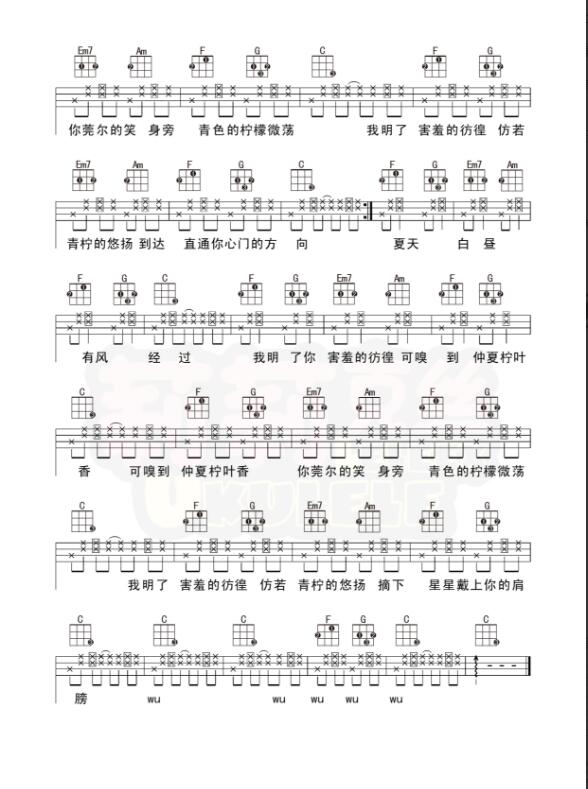 Em7 Am F G C F G
你莞尔的笑 身旁 青色的柠檬微荡 我明了 害羞的彷徨 仿若
Em7 Am F G C F G Em7 Am
青柠的悠扬 到达 直通你心门的方 向 夏天 白 昼
F G C F G Em7 Am F G
有风 经 过 我明 了你 害羞的彷徨 可嗅 到 仲夏柠叶
C F G Em7 Am F G
香 可嗅到 仲夏柠叶香 你莞尔的笑 身旁 青色的柠檬微荡
C F G Em7 Am F G
我明了 害羞的彷徨 仿若 青柠的悠扬 摘下 星星戴上你的肩
C C C F G C C
膀 wu wu wu wu wu
UKULELE